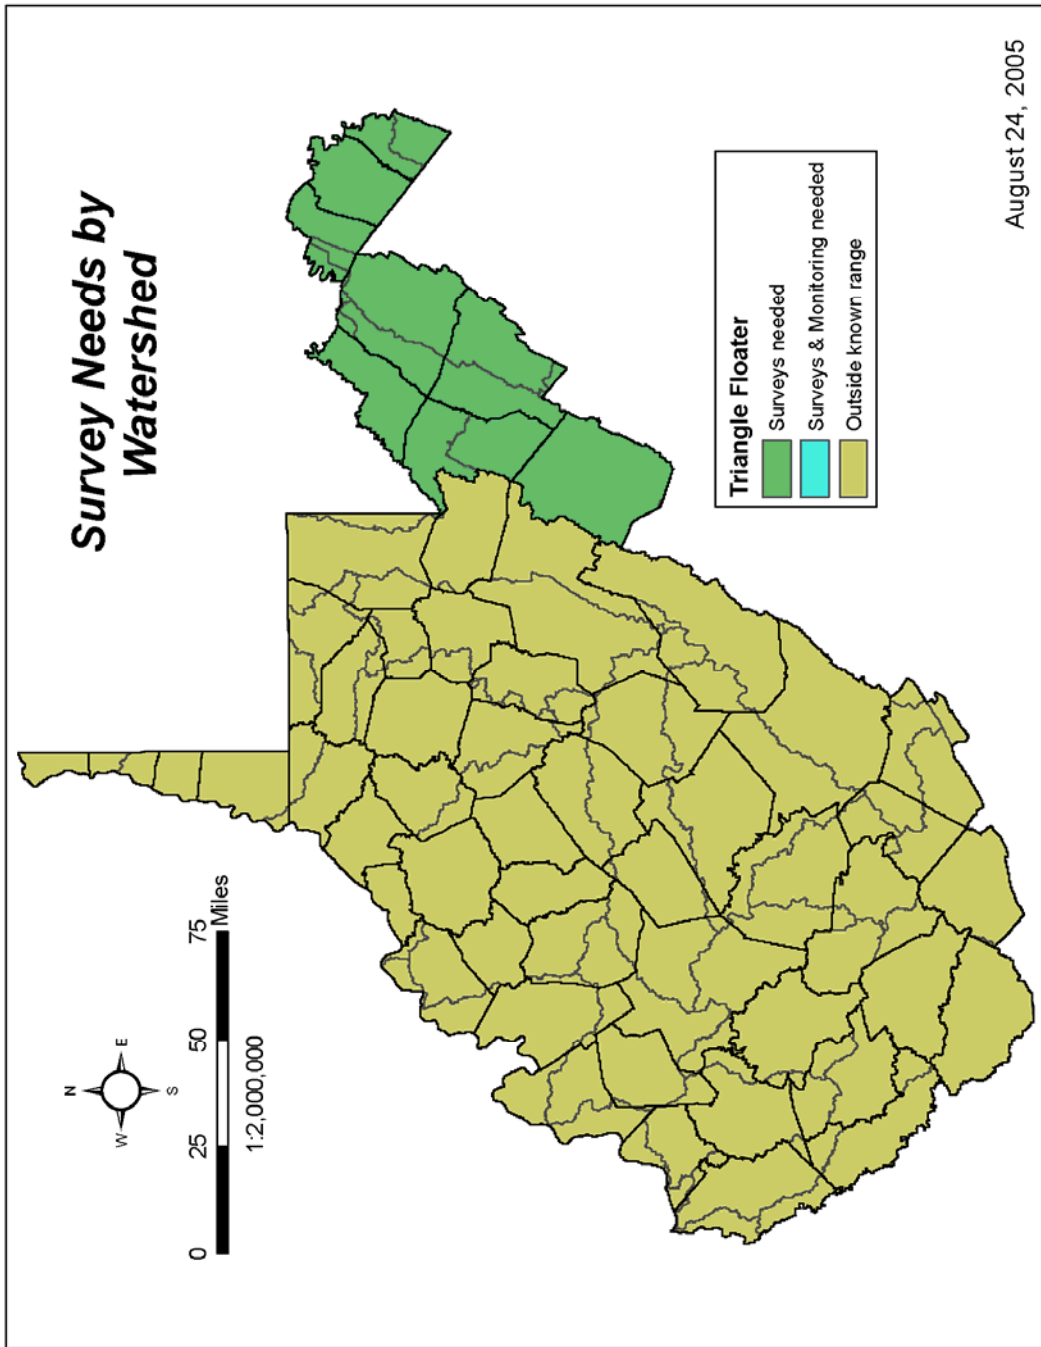 Survey Needs by
Watershed
N
W
E
S
0
25
50
75
Miles
1:2,000,000
Triangle Floater
Surveys needed
Surveys & Monitoring needed
Outside known range
August 24, 2005